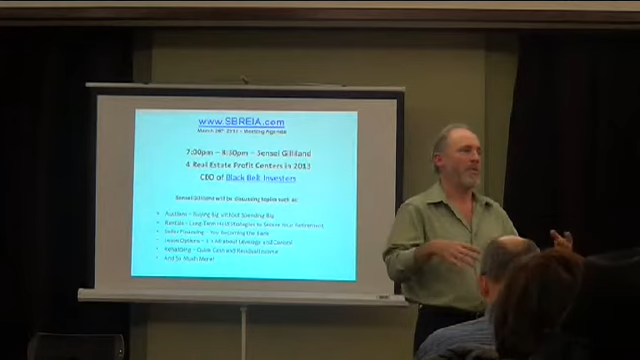 www.SBREIA.com
March 28th 2013 - Meeting Agenda
7:00pm – 8:30pm – Sensei Gilliland
4 Real Estate Profit Centers in 2013
CEO of Black Belt Investors
Sensei Gilliland will be discussing topics such as:
• Auctions – Buying Big without Spending Big
• Rentals – Long-Term Hold Strategies to Secure Your Retirement
• Seller Financing – You Becoming the Bank
• Lease Options – It's All about Leverage and Control
• Rehabbing – Quick Cash and Residual Income
• And So Much More!